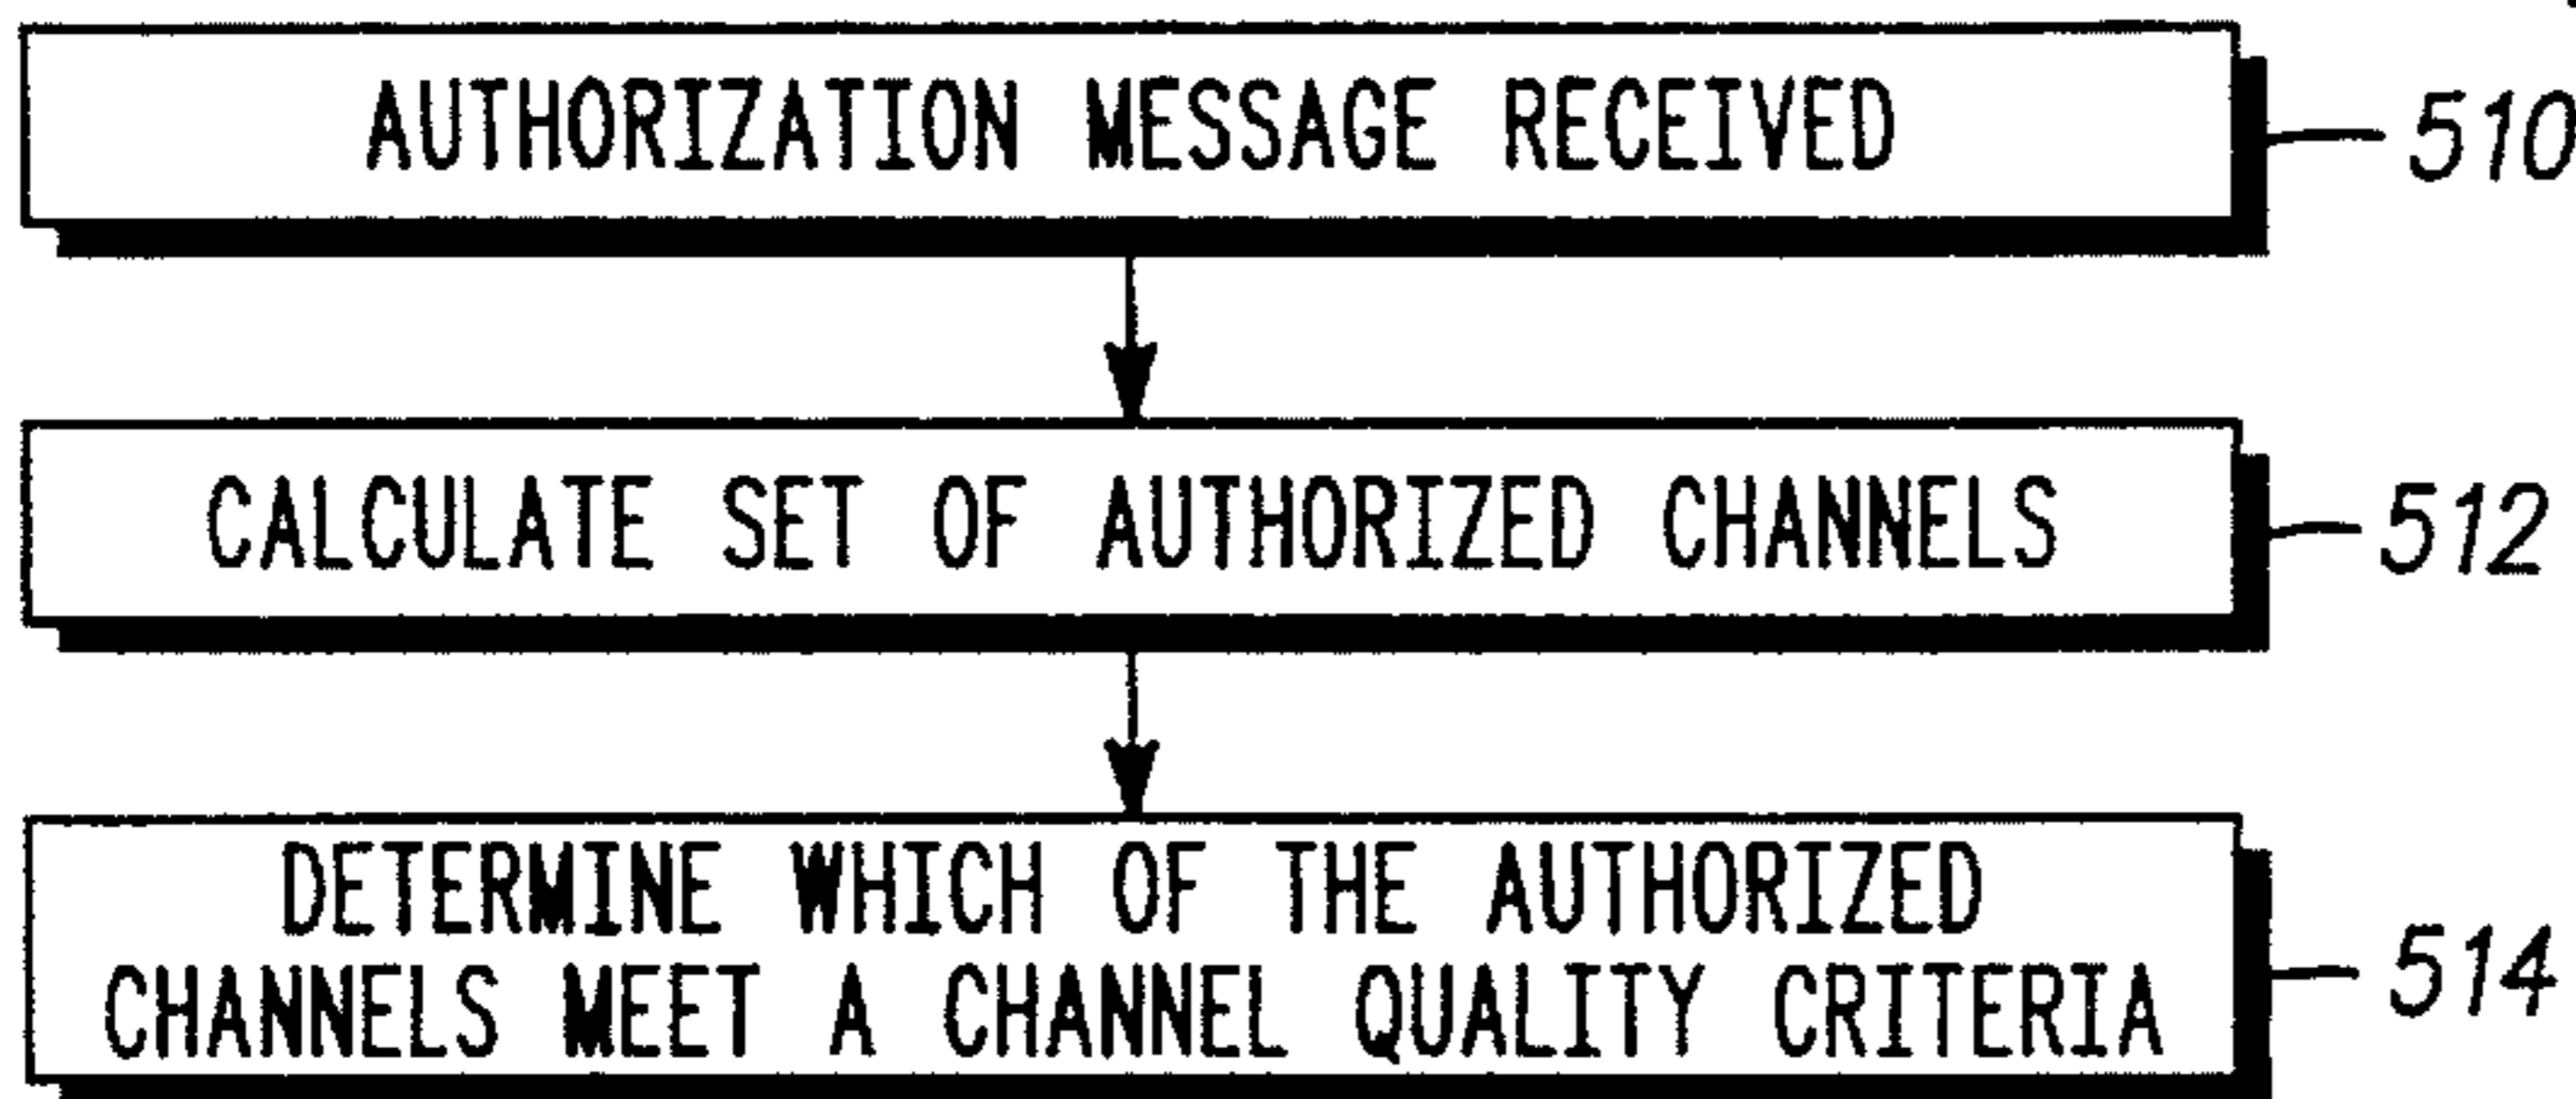 AUTHORIZATION MESSAGE RECEIVED
510
CALCULATE SET OF AUTHORIZED CHANNELS
512
DETERMINE WHICH OF THE AUTHORIZED
CHANNELS MEET A CHANNEL QUALITY CRITERIA
514